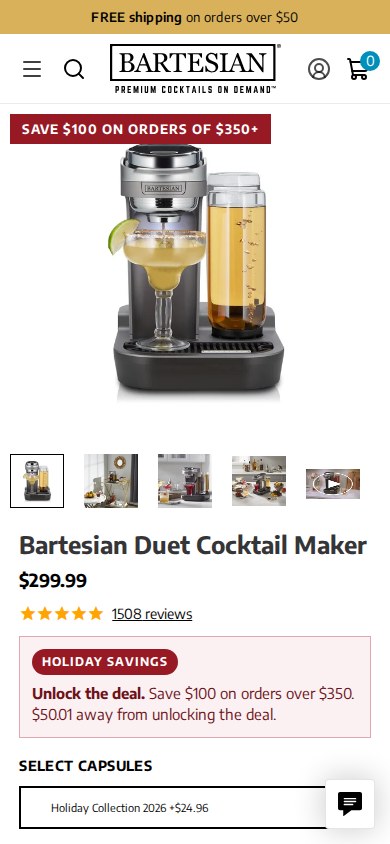 FREE shipping on orders over $50
BARTESIAN®
PREMIUM COCKTAILS ON DEMAND™
0
SAVE $100 ON ORDERS OF $350+
BARTESIAN
Bartesian Duet Cocktail Maker
$299.99
1508 reviews
HOLIDAY SAVINGS
Unlock the deal. Save $100 on orders over $350.
$50.01 away from unlocking the deal.
SELECT CAPSULES
Holiday Collection 2026 +$24.96